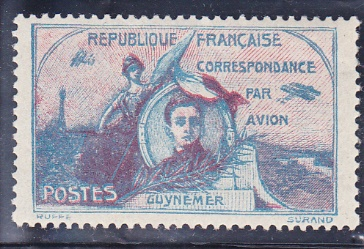 REPUBLIQUE FRANÇAISE
CORRESPONDANCE
PAR
AVION
POSTES
GUYNEMER
RUFFE
SURAND